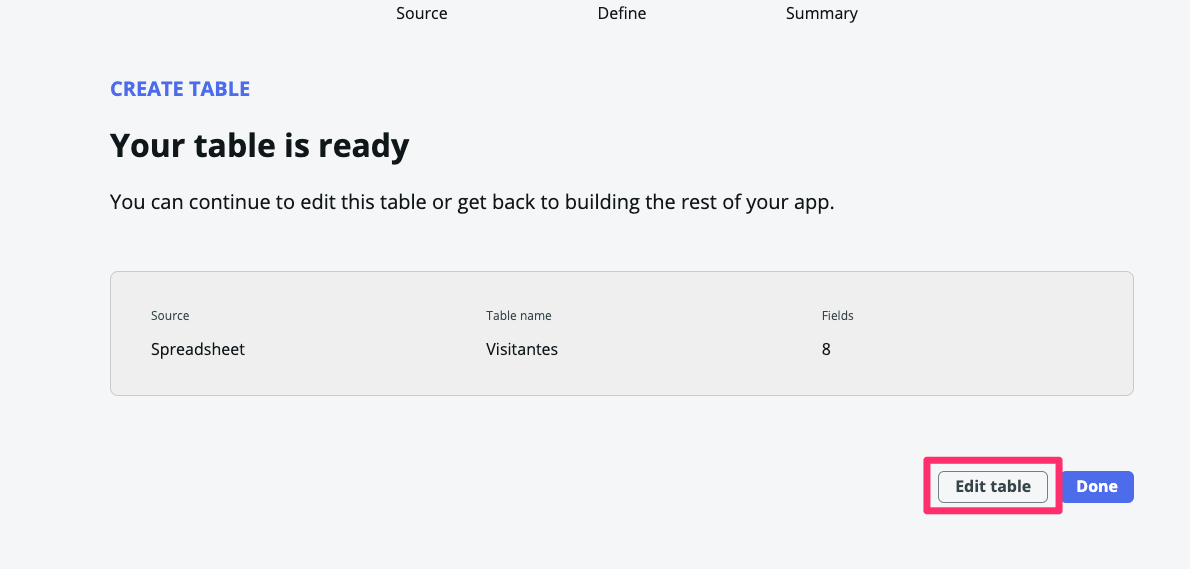 Source Define Summary
CREATE TABLE
Your table is ready
You can continue to edit this table or get back to building the rest of your app.
Source Table name Fields
Spreadsheet Visitantes 8
Edit table Done